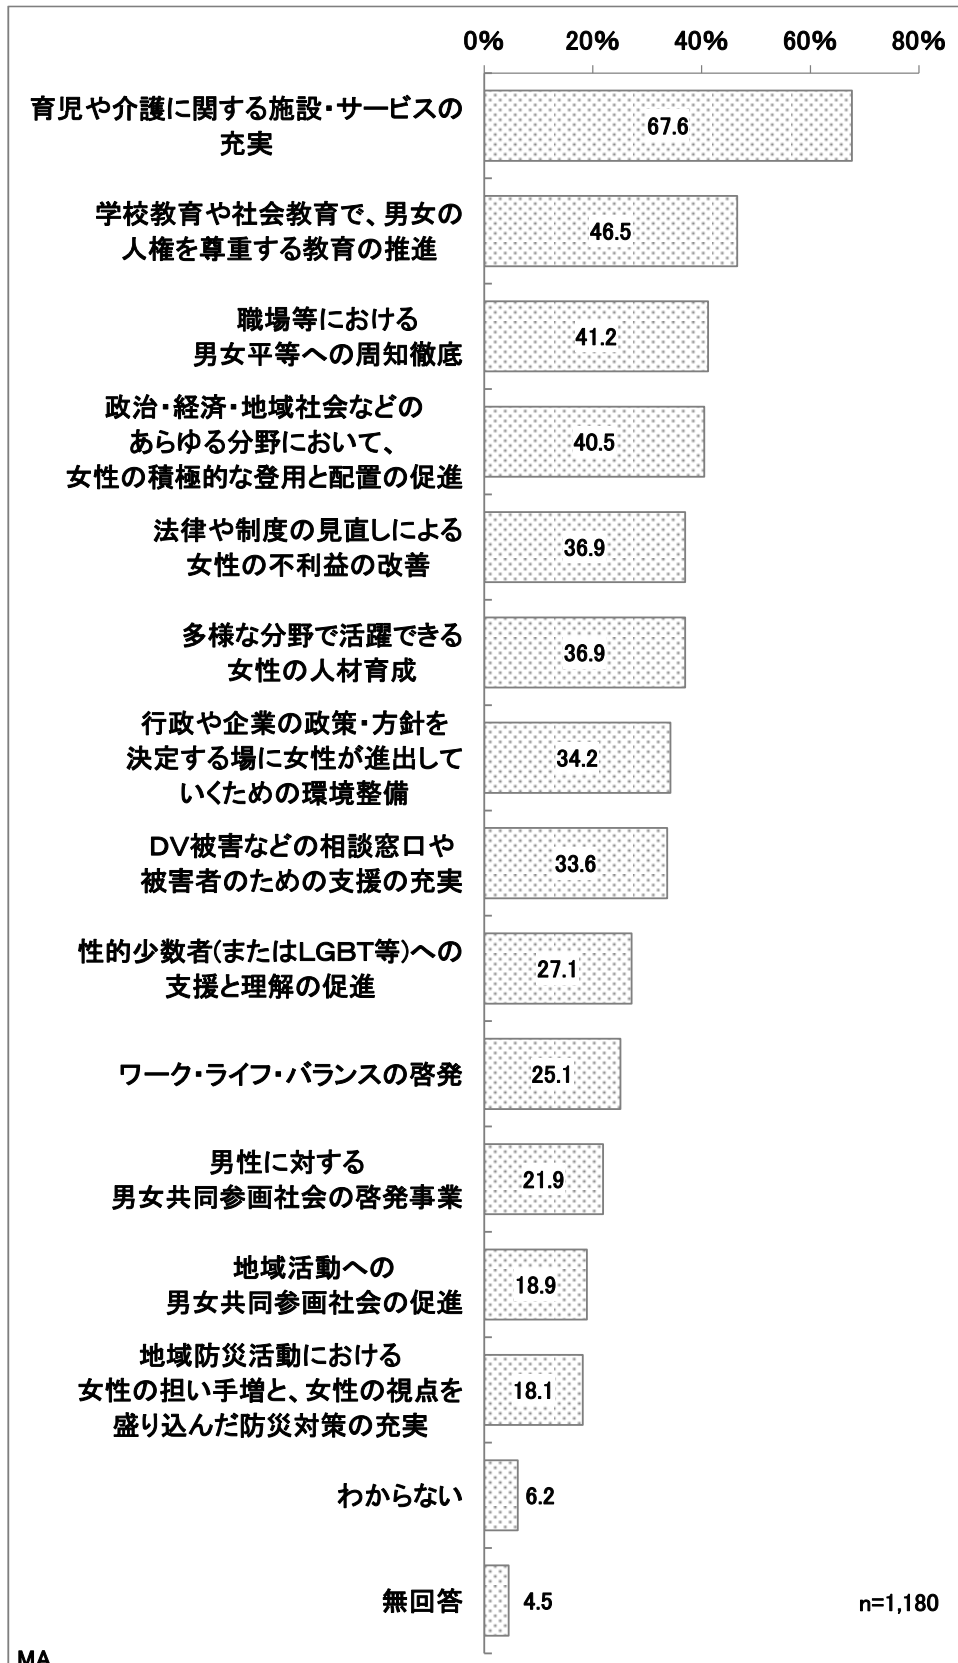 0% 20% 40% 60% 80%
育児や介護に関する施設・サービスの
充実
67.6
学校教育や社会教育で、男女の
人権を尊重する教育の推進
46.5
職場等における
男女平等への周知徹底
41.2
政治・経済・地域社会などの
あらゆる分野において、
女性の積極的な登用と配置の促進
40.5
法律や制度の見直しによる
女性の不利益の改善
36.9
多様な分野で活躍できる
女性の人材育成
36.9
行政や企業の政策・方針を
決定する場に女性が進出して
いくための環境整備
34.2
DV被害などの相談窓口や
被害者のための支援の充実
33.6
性的少数者(またはLGBT等)への
支援と理解の促進
27.1
ワーク・ライフ・バランスの啓発
25.1
男性に対する
男女共同参画社会の啓発事業
21.9
地域活動への
男女共同参画社会の促進
18.9
地域防災活動における
女性の担い手増と、女性の視点を
盛り込んだ防災対策の充実
18.1
わからない
6.2
無回答
4.5
n=1,180
MA